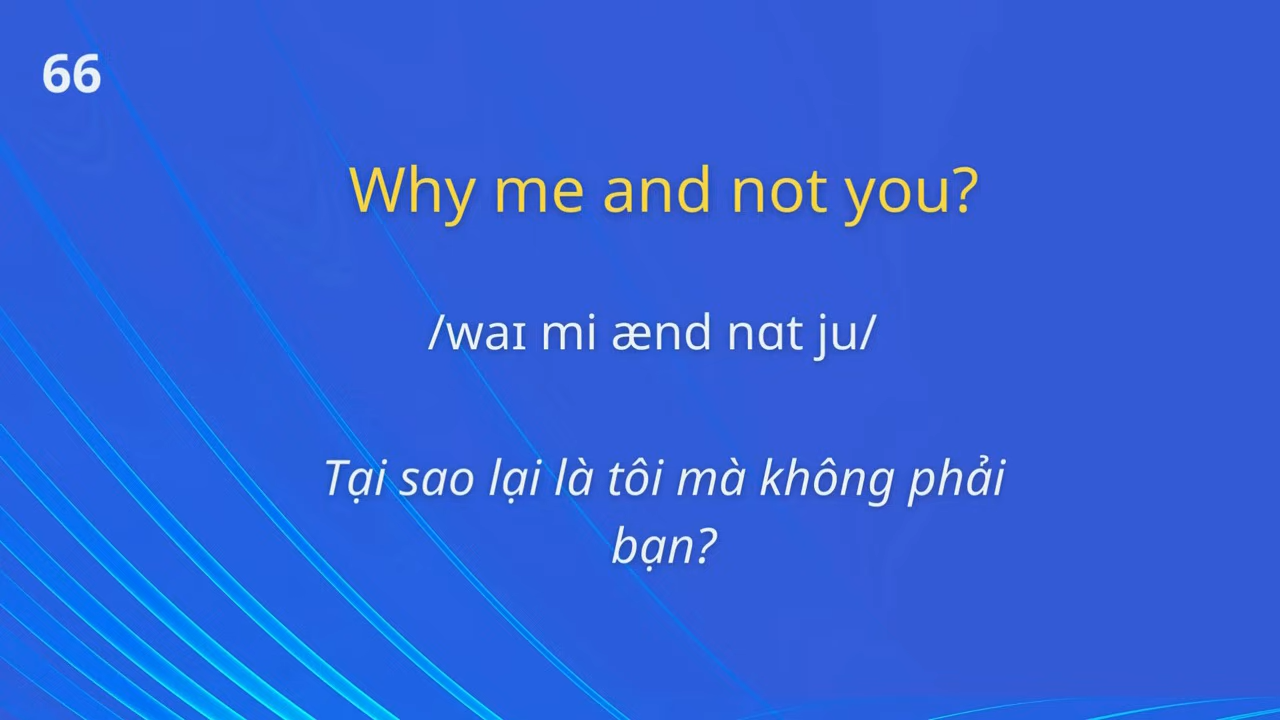 66
Why me and not you?
/waɪ mi ænd nɑt ju/
Tại sao lại là tôi mà không phải
bạn?